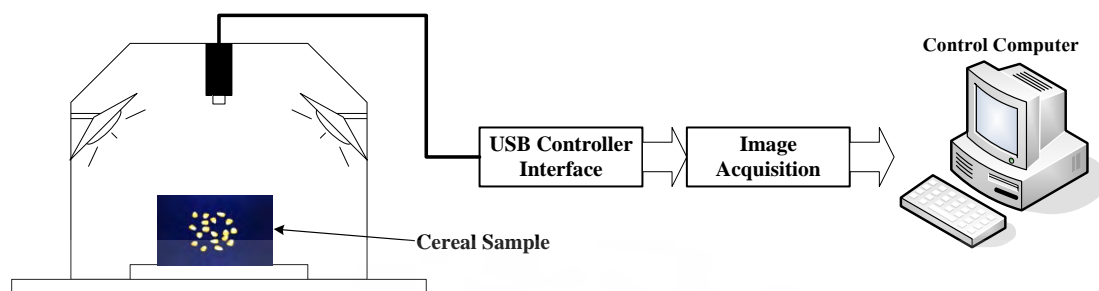 Control Computer
USB Controller
Interface
Image
Acquisition
Cereal Sample